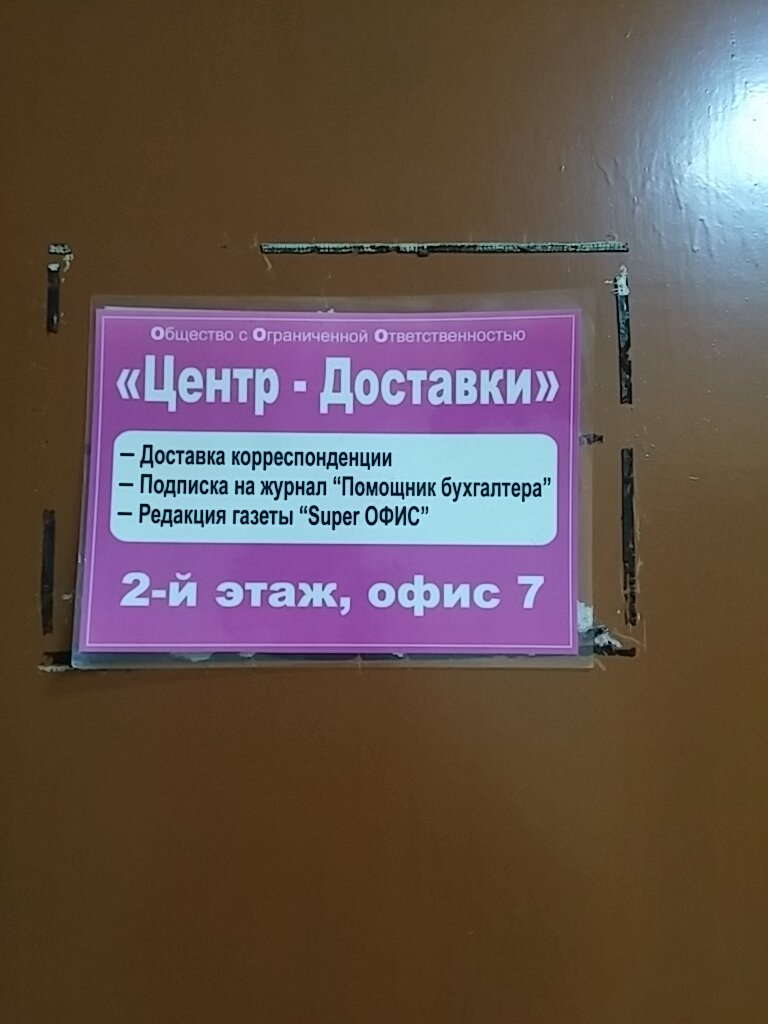 Общество с Ограниченной Ответственностью
«Центр - Доставки»
– Доставка корреспонденции
– Подписка на журнал “Помощник бухгалтера”
– Редакция газеты “Super ОФИС”
2-й этаж, офис 7